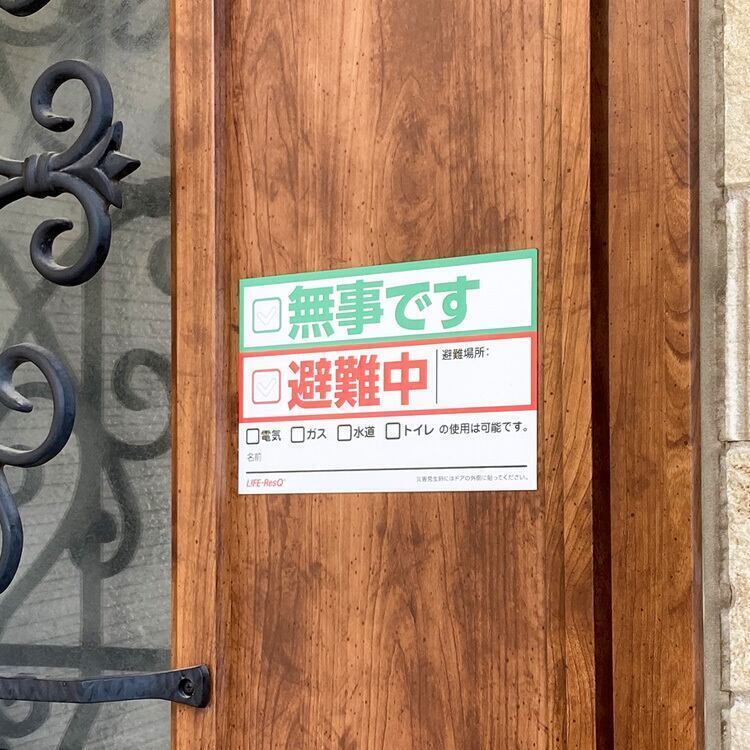 無事です
避難中 避難場所:
電気 ガス 水道 トイレ の使用は可能です。
名前
LIFE-ResQ
災害発生時にはドアの外側に貼ってください。